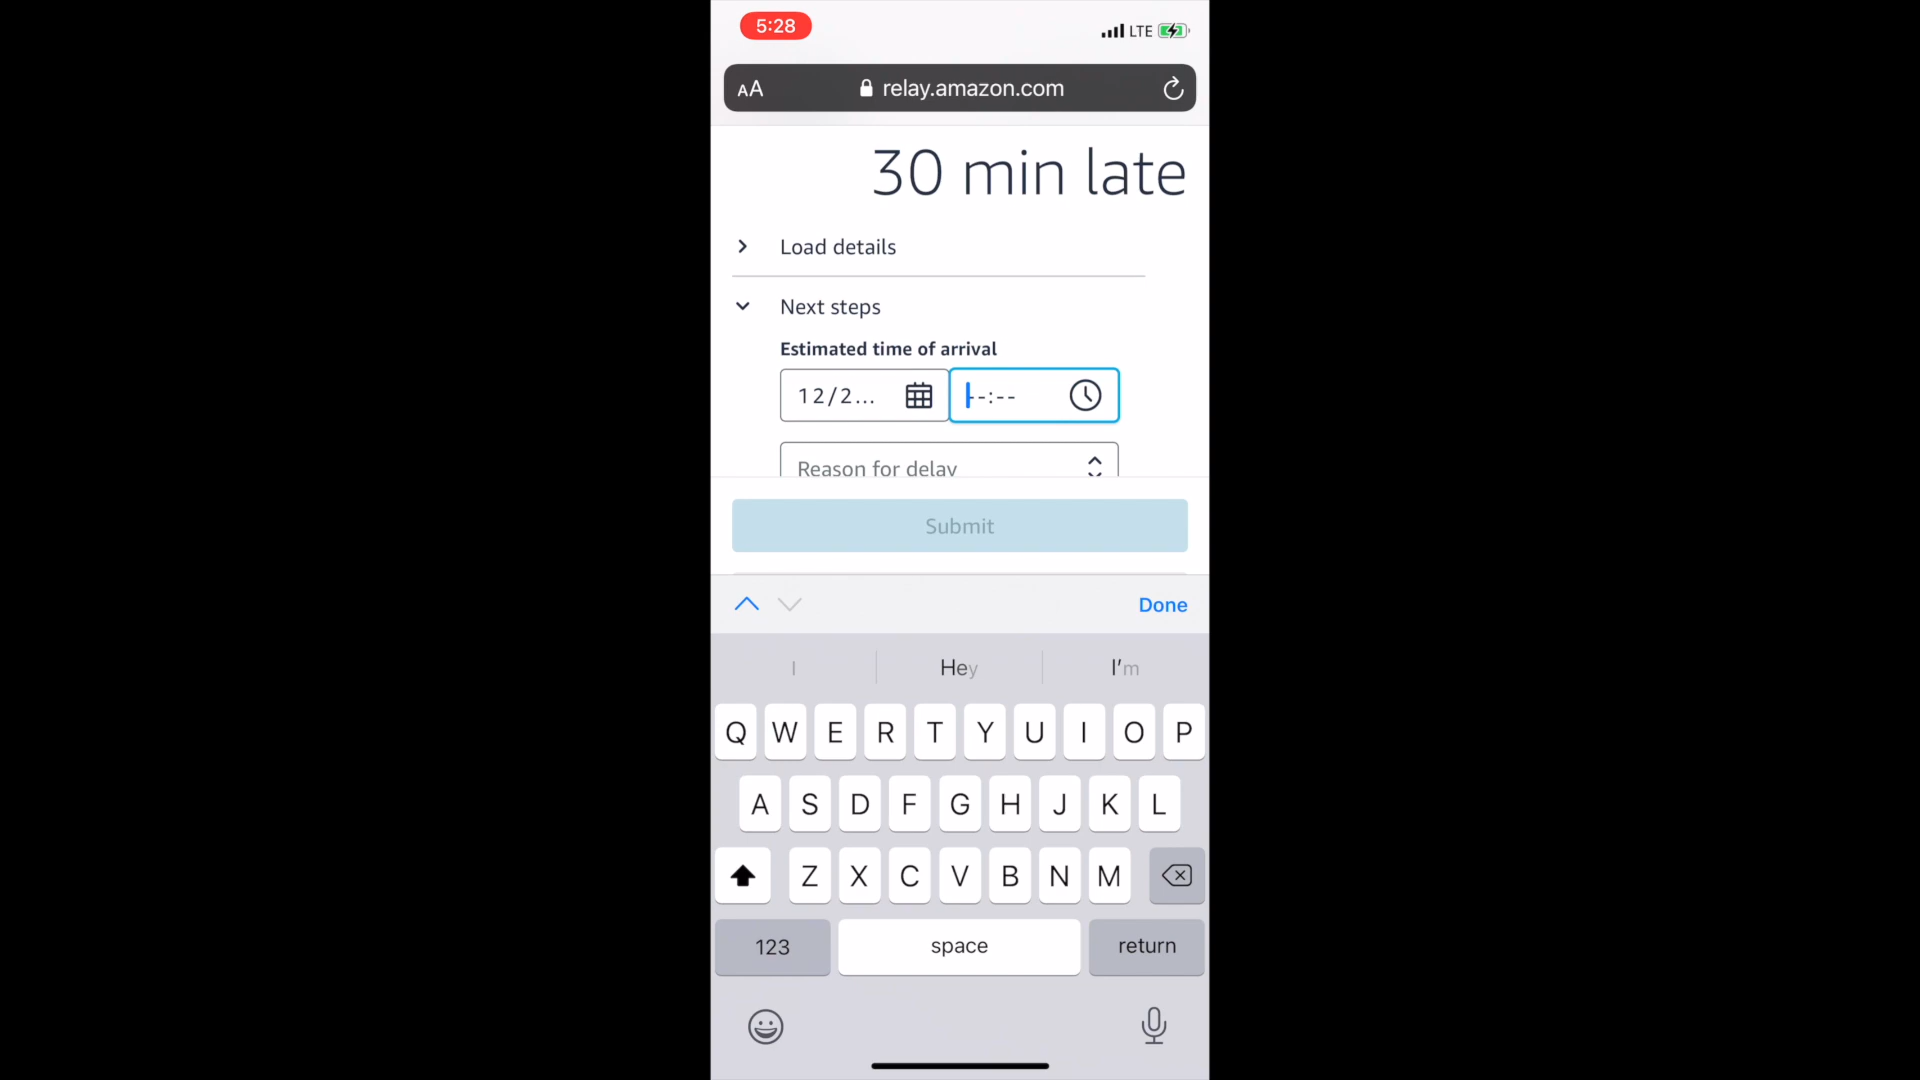 5:28
LTE
AA relay.amazon.com
30 min late
Load details
Next steps
Estimated time of arrival
12/2... --:--
Reason for delay
Submit
Done
I Hey I'm
Q W E R T Y U I O P
A S D F G H J K L
Z X C V B N M
123 space return